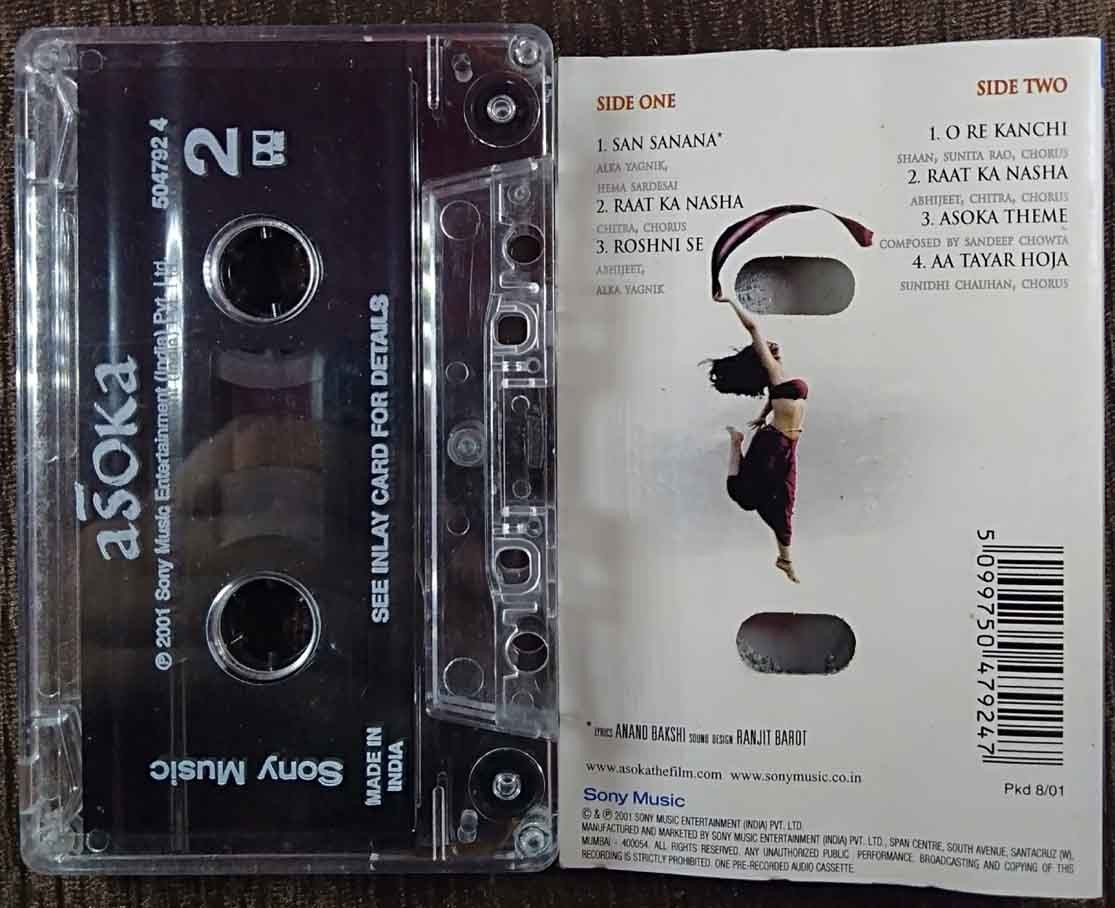 asoka
℗ 2001 Sony Music Entertainment (India) Pvt. Ltd. 504792 4
2
SEE INLAY CARD FOR DETAILS
Sony Music
MADE IN
INDIA
SIDE ONE
1. SAN SANANA*
ALKA YAGNIK,
HEMA SARDESAI
2. RAAT KA NASHA
CHITRA, CHORUS
3. ROSHNI SE
ABHIJEET,
ALKA YAGNIK
SIDE TWO
1. O RE KANCHI
SHAAN, SUNITA RAO, CHORUS
2. RAAT KA NASHA
ABHIJEET, CHITRA, CHORUS
3. ASOKA THEME
COMPOSED BY SANDEEP CHOWTA
4. AA TAYAR HOJA
SUNIDHI CHAUHAN, CHORUS
5 099750 479247
* LYRICS ANAND BAKSHI SOUND DESIGN RANJIT BAROT
www.asokathefilm.com www.sonymusic.co.in
Pkd 8/01
Sony Music
© & ℗ 2001 SONY MUSIC ENTERTAINMENT (INDIA) PVT. LTD.
MANUFACTURED AND MARKETED BY SONY MUSIC ENTERTAINMENT (INDIA) PVT. LTD., SPAN CENTRE, SOUTH AVENUE, SANTACRUZ (W),
MUMBAI - 400054. ALL RIGHTS RESERVED. ANY UNAUTHORIZED PUBLIC PERFORMANCE. BROADCASTING AND COPYING OF THIS
RECORDING IS STRICTLY PROHIBITED. ONE PRE-RECORDED AUDIO CASSETTE.